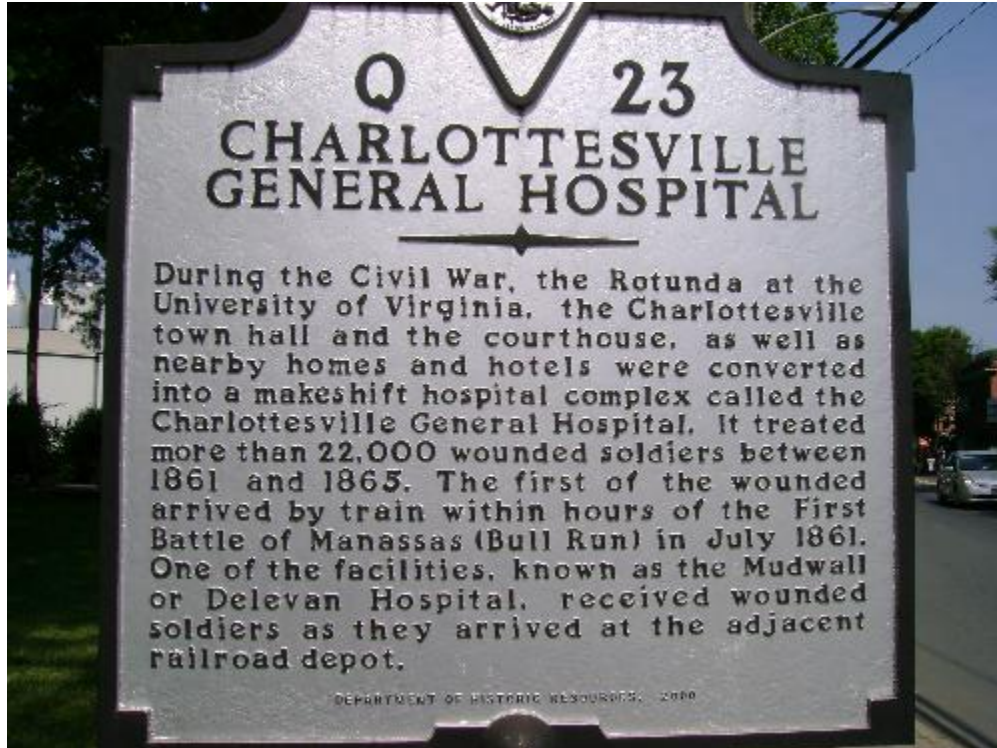 Q 23
CHARLOTTESVILLE
GENERAL HOSPITAL
During the Civil War, the Rotunda at the
University of Virginia, the Charlottesville
town hall and the courthouse, as well as
nearby homes and hotels were converted
into a makeshift hospital complex called the
Charlottesville General Hospital. It treated
more than 22,000 wounded soldiers between
1861 and 1865. The first of the wounded
arrived by train within hours of the First
Battle of Manassas (Bull Run) in July 1861.
One of the facilities, known as the Mudwall
or Delevan Hospital, received wounded
soldiers as they arrived at the adjacent
railroad depot.
DEPARTMENT OF HISTORIC RESOURCES, 2000